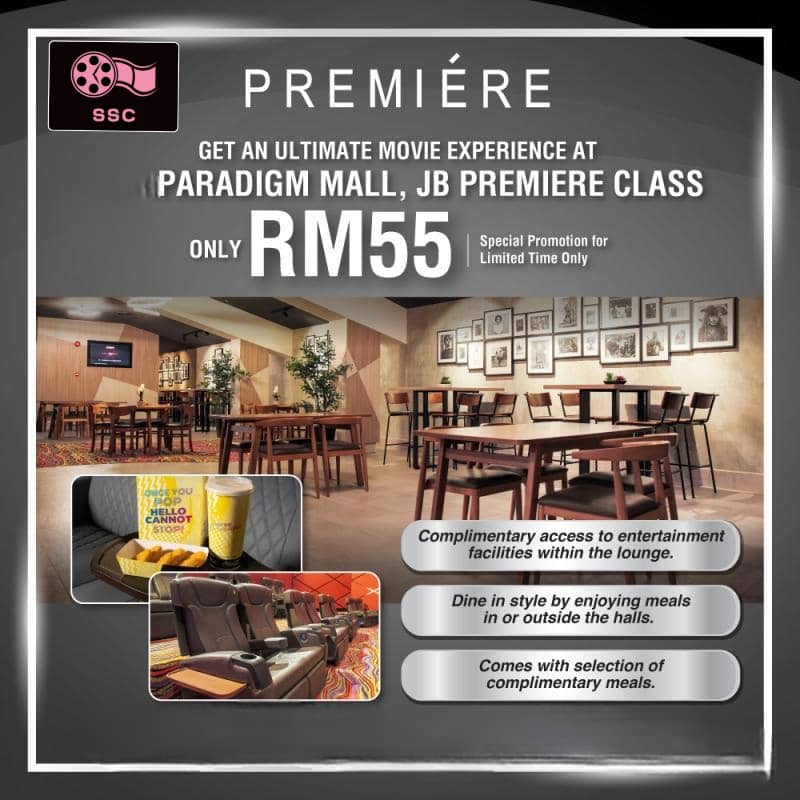 SSC
PREMIÉRE
GET AN ULTIMATE MOVIE EXPERIENCE AT
PARADIGM MALL, JB PREMIERE CLASS
ONLY RM55
Special Promotion for
Limited Time Only
ONCE YOU
POP
HELLO
CANNOT
STOP!
Complimentary access to entertainment
facilities within the lounge.
Dine in style by enjoying meals
in or outside the halls.
Comes with selection of
complimentary meals.